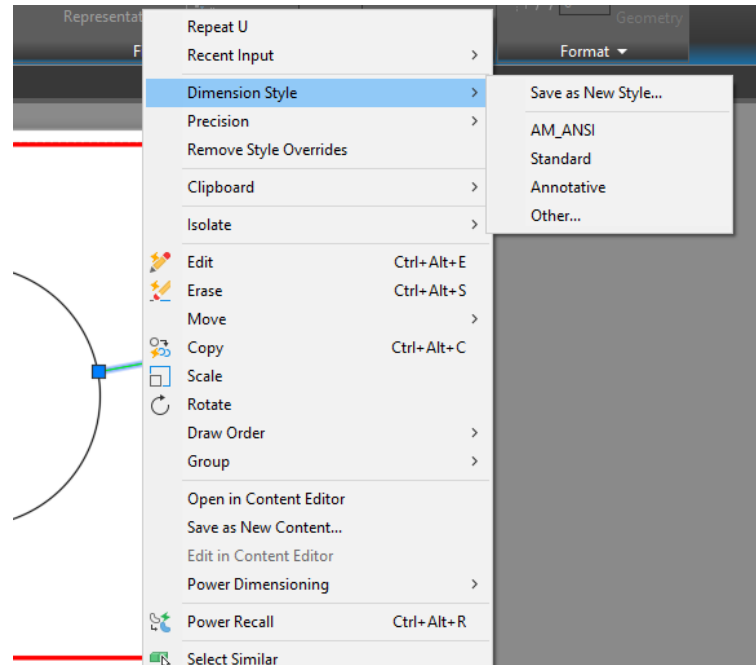 Representat
Geometry
F
Format
Repeat U
Recent Input
Dimension Style
Precision
Remove Style Overrides
Clipboard
Isolate
Edit Ctrl+Alt+E
Erase Ctrl+Alt+S
Move
Copy Ctrl+Alt+C
Scale
Rotate
Draw Order
Group
Open in Content Editor
Save as New Content...
Edit in Content Editor
Power Dimensioning
Power Recall Ctrl+Alt+R
Select Similar
Save as New Style...
AM_ANSI
Standard
Annotative
Other...